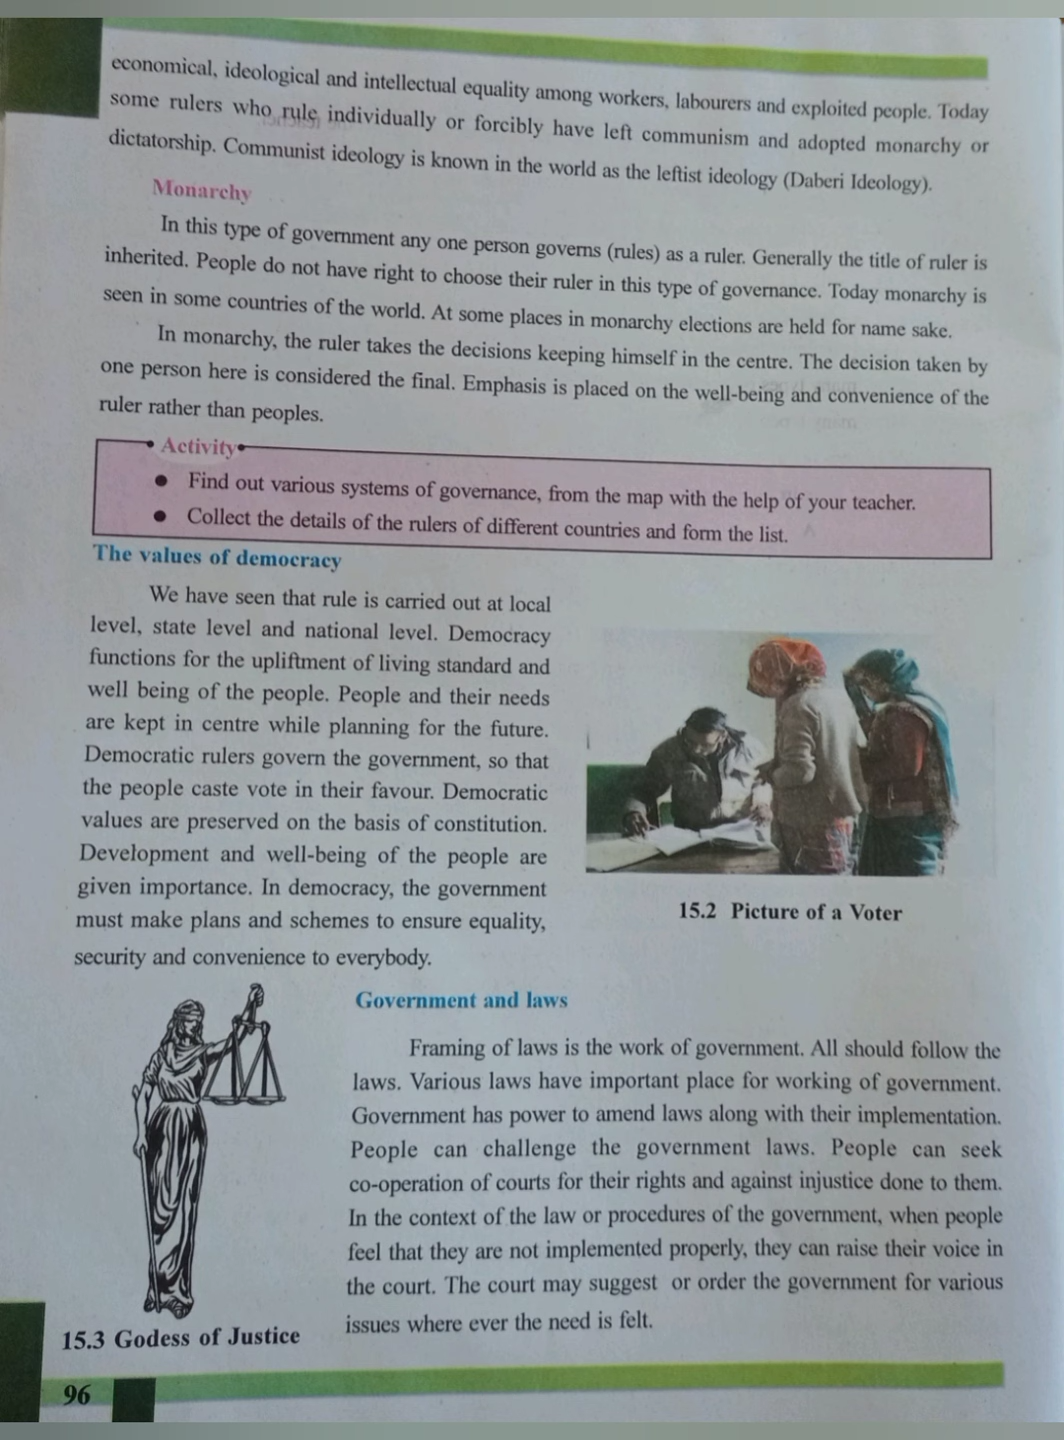 economical, ideological and intellectual equality among workers, labourers and exploited people. Today
some rulers who rule individually or forcibly have left communism and adopted monarchy or
dictatorship. Communist ideology is known in the world as the leftist ideology (Daberi Ideology).
Monarchy
In this type of government any one person governs (rules) as a ruler. Generally the title of ruler is
inherited. People do not have right to choose their ruler in this type of governance. Today monarchy is
seen in some countries of the world. At some places in monarchy elections are held for name sake.
In monarchy, the ruler takes the decisions keeping himself in the centre. The decision taken by
one person here is considered the final. Emphasis is placed on the well-being and convenience of the
ruler rather than peoples.
Activity
● Find out various systems of governance, from the map with the help of your teacher.
● Collect the details of the rulers of different countries and form the list.
The values of democracy
We have seen that rule is carried out at local
level, state level and national level. Democracy
functions for the upliftment of living standard and
well being of the people. People and their needs
are kept in centre while planning for the future.
Democratic rulers govern the government, so that
the people caste vote in their favour. Democratic
values are preserved on the basis of constitution.
Development and well-being of the people are
given importance. In democracy, the government
must make plans and schemes to ensure equality,
security and convenience to everybody.
15.2 Picture of a Voter
Government and laws
Framing of laws is the work of government. All should follow the
laws. Various laws have important place for working of government.
Government has power to amend laws along with their implementation.
People can challenge the government laws. People can seek
co-operation of courts for their rights and against injustice done to them.
In the context of the law or procedures of the government, when people
feel that they are not implemented properly, they can raise their voice in
the court. The court may suggest or order the government for various
issues where ever the need is felt.
15.3 Godess of Justice
96